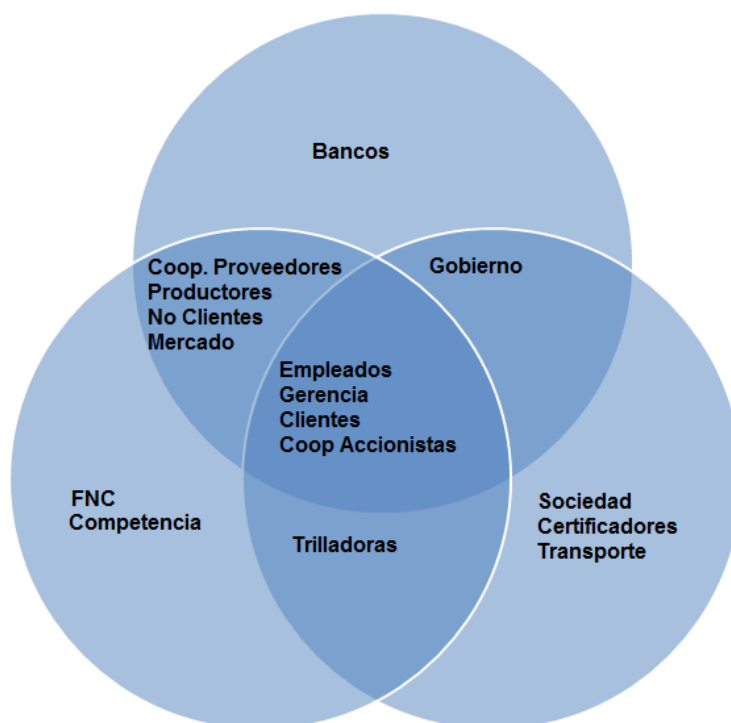 Bancos
Coop. Proveedores
Productores
No Clientes
Mercado
Gobierno
Empleados
Gerencia
Clientes
Coop Accionistas
FNC
Competencia
Trilladoras
Sociedad
Certificadores
Transporte